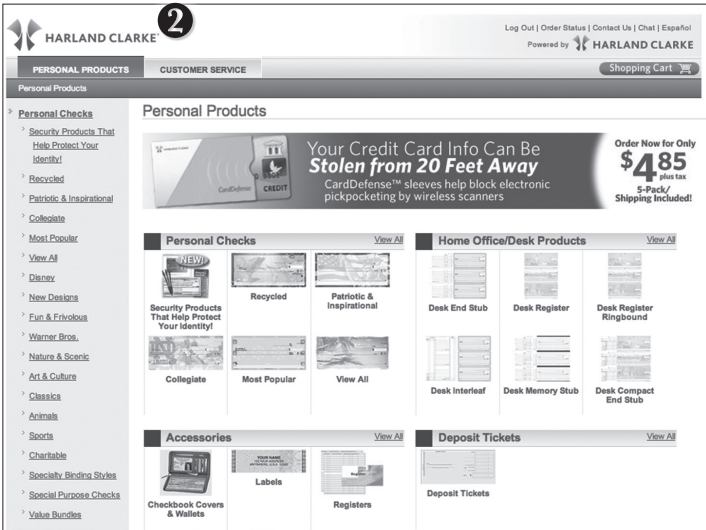 HARLAND CLARKE
2
Log Out | Order Status | Contact Us | Chat | Español
Powered by HARLAND CLARKE
PERSONAL PRODUCTS
CUSTOMER SERVICE
Shopping Cart
Personal Products
Personal Checks
Security Products That
Help Protect Your
Identity!
Recycled
Patriotic & Inspirational
Collegiate
Most Popular
View All
Disney
New Designs
Fun & Frivolous
Warner Bros.
Nature & Scenic
Art & Culture
Classics
Animals
Sports
Charitable
Specialty Binding Styles
Special Purpose Checks
Value Bundles
Personal Products
CardDefense
CREDIT
Your Credit Card Info Can Be
Stolen from 20 Feet Away
CardDefense™ sleeves help block electronic
pickpocketing by wireless scanners
Order Now for Only
$4.85
plus tax
5-Pack/
Shipping Included!
Personal Checks
View All
NEW!
Security Products
That Help Protect
Your Identity!
Recycled
Patriotic &
Inspirational
Collegiate
Most Popular
View All
Home Office/Desk Products
View All
Desk End Stub
Desk Register
Desk Register
Ringbound
Desk Interleaf
Desk Memory Stub
Desk Compact
End Stub
Accessories
View All
Checkbook Covers
& Wallets
YOUR NAME
Labels
Register
Registers
Deposit Tickets
View All
Deposit Tickets